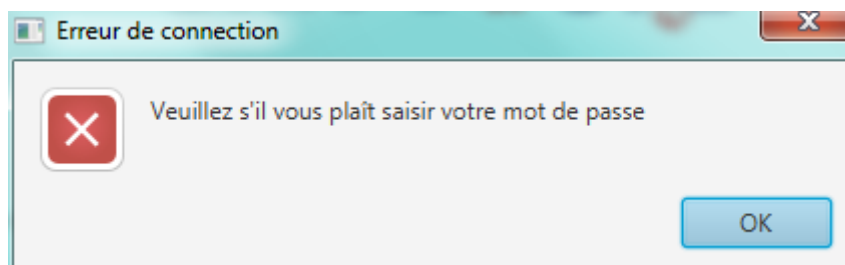 Erreur de connection
Veuillez s'il vous plaît saisir votre mot de passe
OK